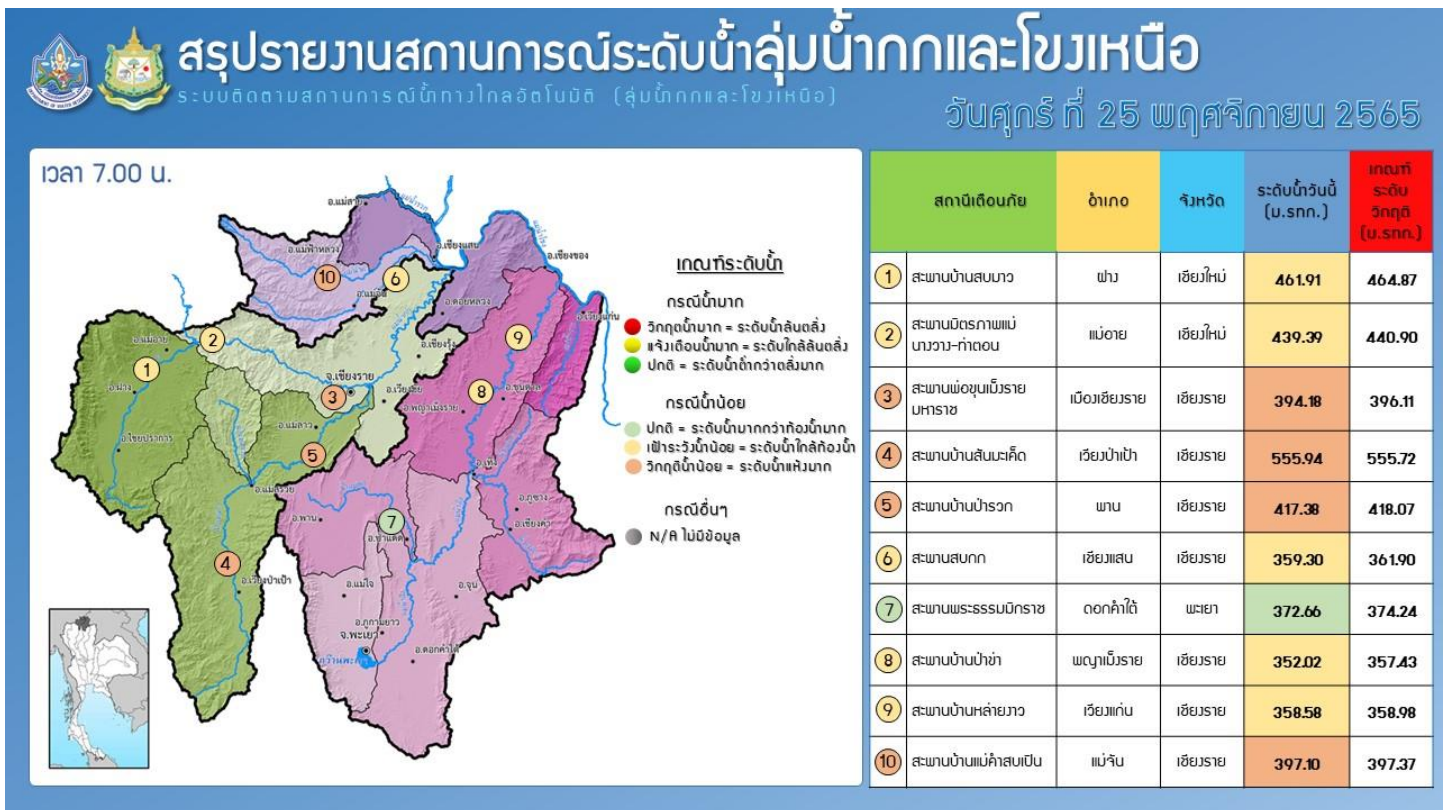 สรุปรายงานสถานการณ์ระดับน้ำลุ่มน้ำกกและโขงเหนือ
ระบบติดตามสถานการณ์น้ำทางไกลอัตโนมัติ (ลุ่มน้ำกกและโขงเหนือ)
วันศุกร์ ที่ 25 พฤศจิกายน 2565
เวลา 7.00 น.
อ.แม่สาย
อ.แม่ฟ้าหลวง
อ.เชียงแสน
อ.เชียงของ
10
6
อ.ดอยหลวง
อ.เวียงแก่น
อ.แม่อาย
2
9
อ.เชียงรุ้ง
1
จ.เชียงราย
อ.ฝาง
3
อ.เวียงชัย
8
อ.ขุนตาล
อ.พญาเม็งราย
อ.แม่ลาว
อ.ไชยปราการ
5
อ.เทิง
อ.แม่สรวย
อ.ภูซาง
อ.พาน
7
อ.เชียงคำ
อ.ป่าแดด
4
อ.เวียงป่าเป้า
อ.แม่ใจ
อ.จุน
อ.ภูกามยาว
จ.พะเยา
กว๊านพะเยา
อ.ดอกคำใต้
เกณฑ์ระดับน้ำ
กรณีน้ำมาก
วิกฤตน้ำมาก = ระดับน้ำล้นตลิ่ง
แจ้งเตือนน้ำมาก = ระดับใกล้ล้นตลิ่ง
ปกติ = ระดับน้ำต่ำกว่าตลิ่งมาก
กรณีน้ำน้อย
ปกติ = ระดับน้ำมากกว่าท้องน้ำมาก
เฝ้าระวังน้ำน้อย = ระดับน้ำใกล้ท้องน้ำ
วิกฤติน้ำน้อย = ระดับน้ำแห้งมาก
กรณีอื่นๆ
N/A ไม่มีข้อมูล
สถานีเตือนภัย อำเภอ จังหวัด ระดับน้ำวันนี้ (ม.รทก.) เกณฑ์ระดับวิกฤติ (ม.รทก.)
1 สะพานบ้านสบมาว ฝาง เชียงใหม่ 461.91 464.87
2 สะพานมิตรภาพแม่นางวาง-ท่าตอน แม่อาย เชียงใหม่ 439.39 440.90
3 สะพานพ่อขุนเม็งรายมหาราช เมืองเชียงราย เชียงราย 394.18 396.11
4 สะพานบ้านสันมะเค็ด เวียงป่าเป้า เชียงราย 555.94 555.72
5 สะพานบ้านป่ารวก พาน เชียงราย 417.38 418.07
6 สะพานสบกก เชียงแสน เชียงราย 359.30 361.90
7 สะพานพระธรรมมิกราช ดอกคำใต้ พะเยา 372.66 374.24
8 สะพานบ้านป่าข่า พญาเม็งราย เชียงราย 352.02 357.43
9 สะพานบ้านหล่ายงาว เวียงแก่น เชียงราย 358.58 358.98
10 สะพานบ้านแม่คำสบเปิน แม่จัน เชียงราย 397.10 397.37